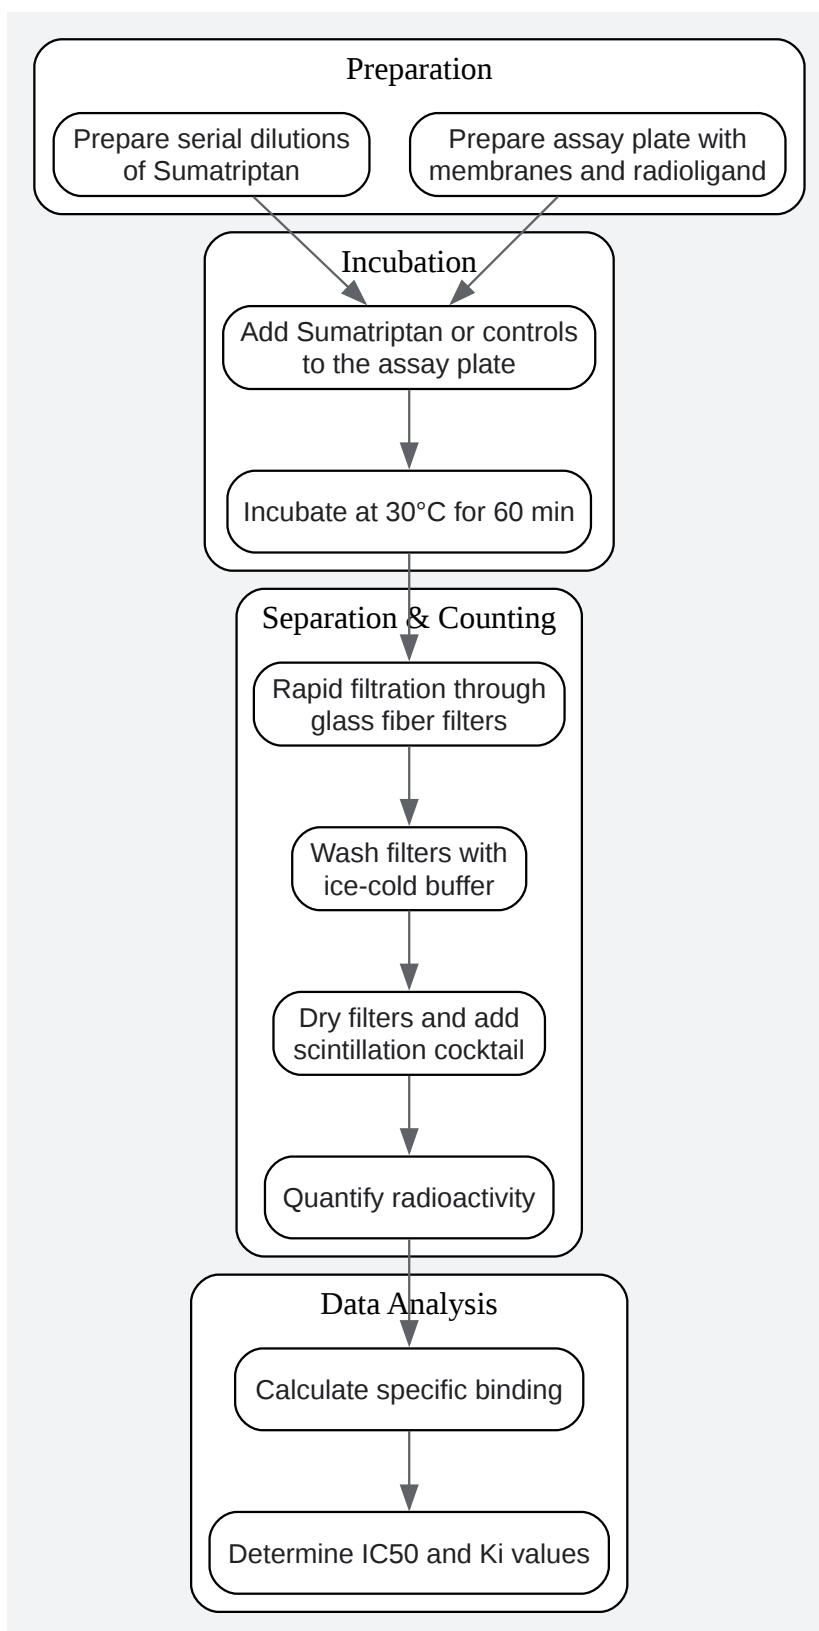 Preparation
Prepare serial dilutions
of Sumatriptan
Prepare assay plate with
membranes and radioligand
Incubation
Add Sumatriptan or controls
to the assay plate
Incubate at 30°C for 60 min
Separation & Counting
Rapid filtration through
glass fiber filters
Wash filters with
ice-cold buffer
Dry filters and add
scintillation cocktail
Quantify radioactivity
Data Analysis
Calculate specific binding
Determine IC50 and Ki values